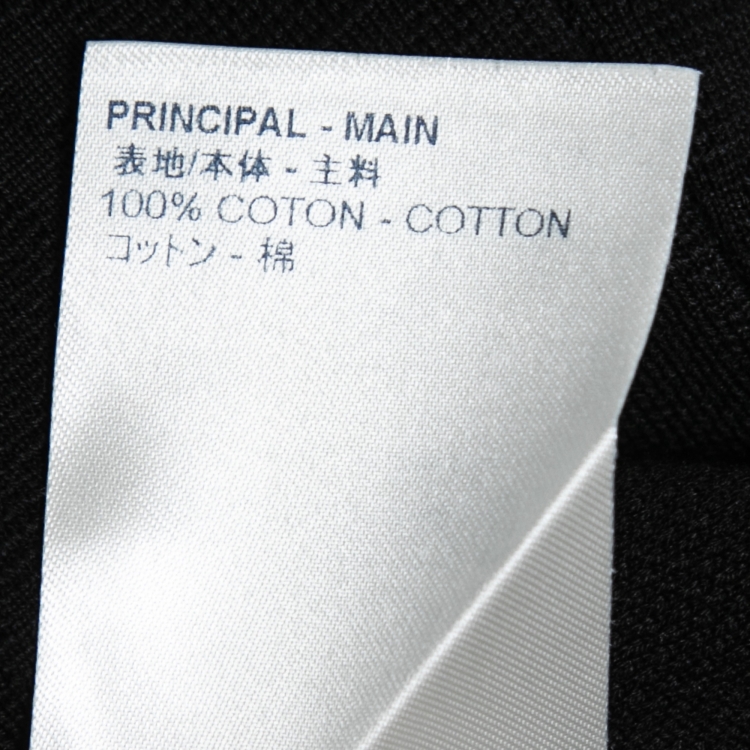 PRINCIPAL - MAIN
表地/本体 - 主料
100% COTON - COTTON
コットン - 棉